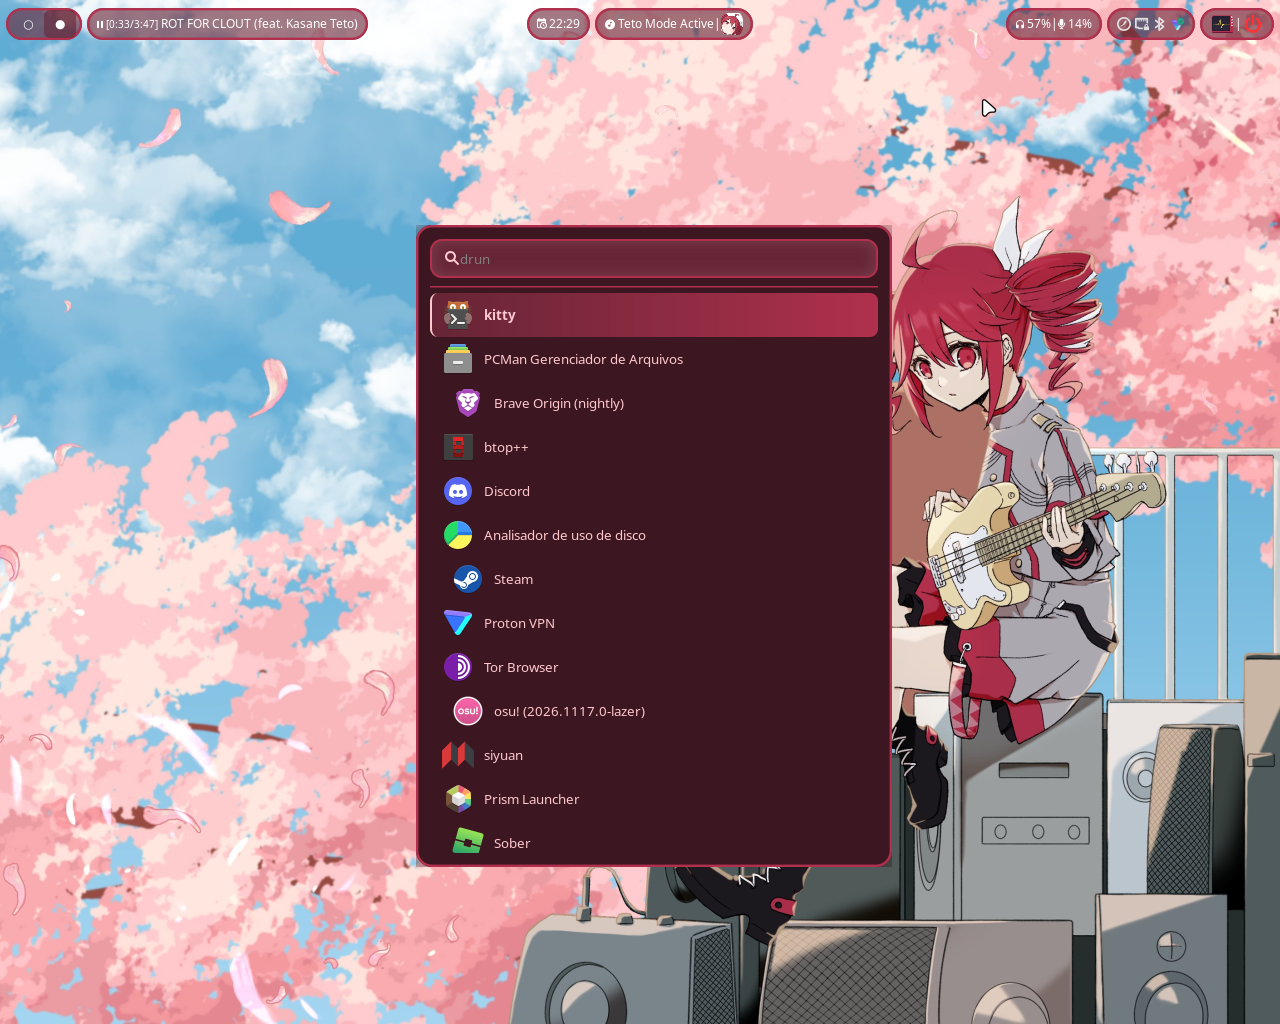 [0:33/3:47] ROT FOR CLOUT (feat. Kasane Teto)
22:29
Teto Mode Active|
57%| 14%
|
drun
kitty
PCMan Gerenciador de Arquivos
Brave Origin (nightly)
btop++
Discord
Analisador de uso de disco
Steam
Proton VPN
Tor Browser
osu! (2026.1117.0-lazer)
siyuan
Prism Launcher
Sober